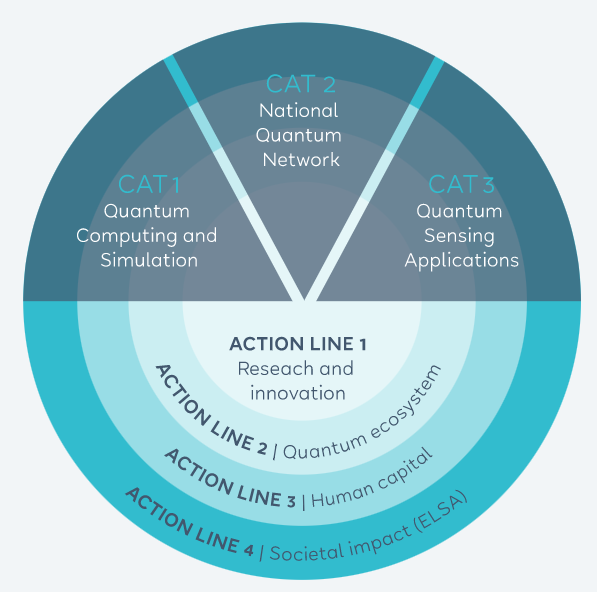 CAT 1
Quantum
Computing and
Simulation
CAT 2
National
Quantum
Network
CAT 3
Quantum
Sensing
Applications
ACTION LINE 1
Reseach and
innovation
ACTION LINE 2 | Quantum ecosystem
ACTION LINE 3 | Human capital
ACTION LINE 4 | Societal impact (ELSA)